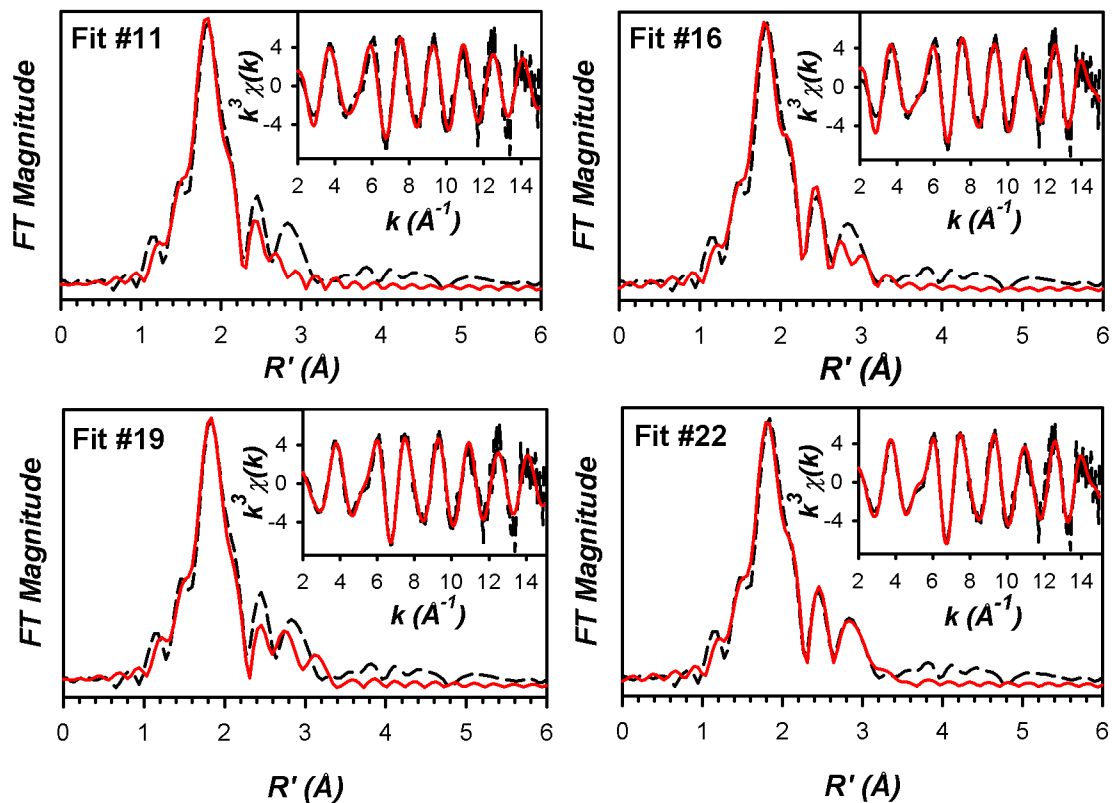 Fit #11
FT Magnitude
k³χ(k)
4
0
-4
2 4 6 8 10 12 14
k (Å⁻¹)
0 1 2 3 4 5 6
R' (Å)
Fit #16
FT Magnitude
k³χ(k)
4
0
-4
2 4 6 8 10 12 14
k (Å⁻¹)
0 1 2 3 4 5 6
R' (Å)
Fit #19
FT Magnitude
k³χ(k)
4
0
-4
2 4 6 8 10 12 14
k (Å⁻¹)
0 1 2 3 4 5 6
R' (Å)
Fit #22
FT Magnitude
k³χ(k)
4
0
-4
2 4 6 8 10 12 14
k (Å⁻¹)
0 1 2 3 4 5 6
R' (Å)